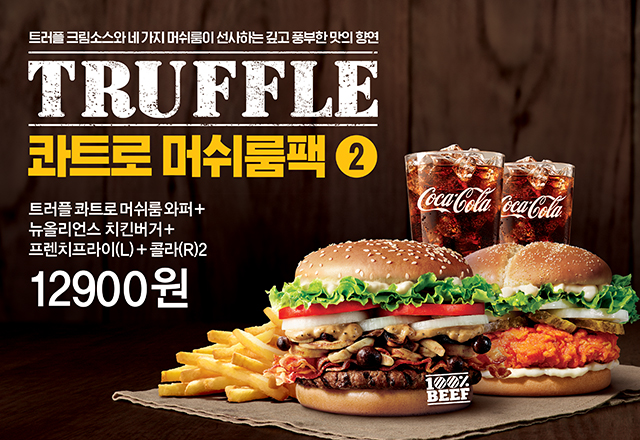 트러플 크림소스와 네 가지 머쉬룸이 선사하는 깊고 풍부한 맛의 향연
TRUFFLE
콰트로 머쉬룸팩 2
트러플 콰트로 머쉬룸 와퍼+
뉴올리언스 치킨버거+
프렌치프라이(L)+콜라(R)2
12900원
Coca-Cola
Coca-Cola
100%
BEEF